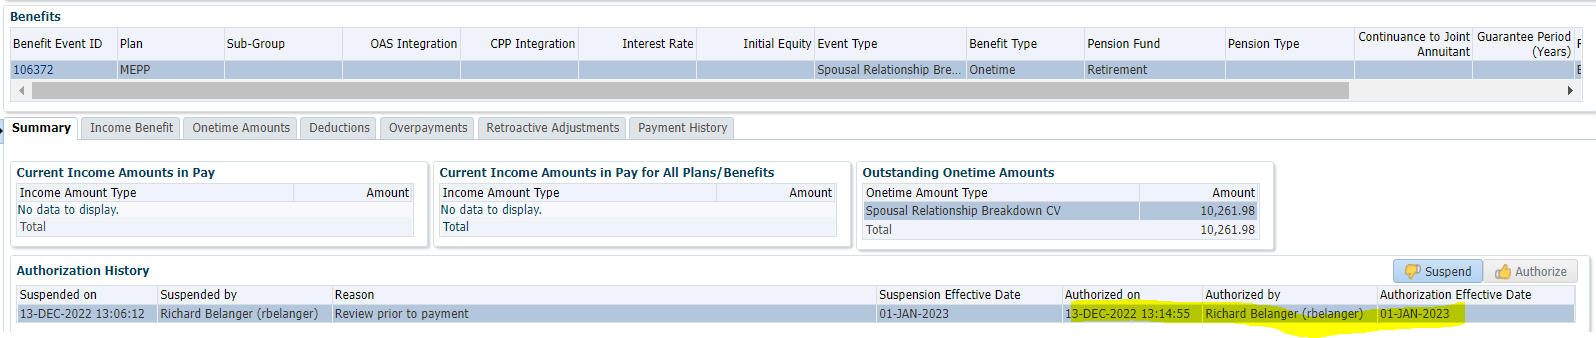 Benefits
Benefit Event ID Plan Sub-Group OAS Integration CPP Integration Interest Rate Initial Equity Event Type Benefit Type Pension Fund Pension Type Continuance to Joint Annuitant Guarantee Period (Years)
106372 MEPP Spousal Relationship Bre... Onetime Retirement
Summary Income Benefit Onetime Amounts Deductions Overpayments Retroactive Adjustments Payment History
Current Income Amounts in Pay
Income Amount Type Amount
No data to display.
Total
Current Income Amounts in Pay for All Plans/Benefits
Income Amount Type Amount
No data to display.
Total
Outstanding Onetime Amounts
Onetime Amount Type Amount
Spousal Relationship Breakdown CV 10,261.98
Total 10,261.98
Authorization History
Suspend Authorize
Suspended on Suspended by Reason Suspension Effective Date Authorized on Authorized by Authorization Effective Date
13-DEC-2022 13:06:12 Richard Belanger (rbelanger) Review prior to payment 01-JAN-2023 13-DEC-2022 13:14:55 Richard Belanger (rbelanger) 01-JAN-2023